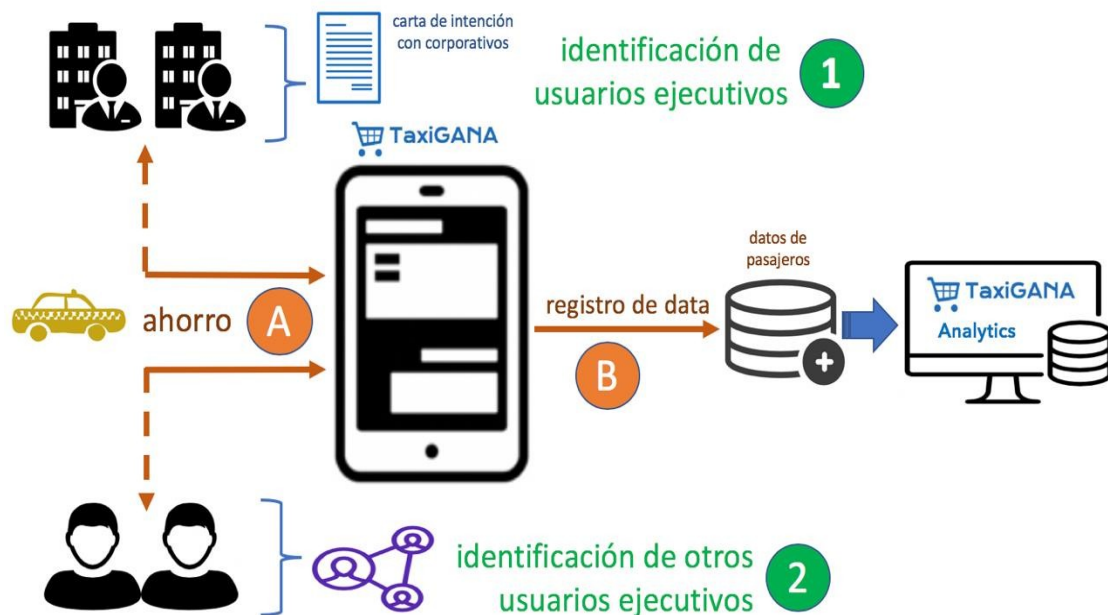 carta de intención
con corporativos
identificación de
usuarios ejecutivos
1
TaxiGANA
ahorro
A
registro de data
B
datos de
pasajeros
TaxiGANA
Analytics
identificación de otros
usuarios ejecutivos
2